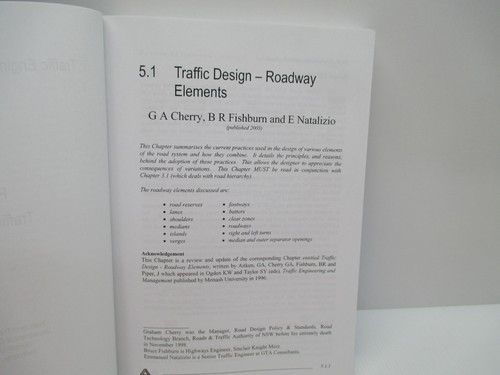 Traffic Engin
5.1 Traffic Design – Roadway
Elements
G A Cherry, B R Fishburn and E Natalizio
(published 2003)
This Chapter summarises the current practices used in the design of various elements
of the road system and how they combine. It details the principles, and reasons,
behind the adoption of these practices. This allows the designer to appreciate the
consequences of variations. This Chapter MUST be read in conjunction with
Chapter 3.1 (which deals with road hierarchy).
The roadway elements discussed are:
• road reserves • footways
• lanes • batters
• shoulders • clear zones
• medians • roadways
• islands • right and left turns
• verges • median and outer separator openings
Acknowledgement
This Chapter is a review and update of the corresponding Chapter entitled Traffic
Design - Roadway Elements, written by Aitken, GA, Cherry GA, Fishburn, BR and
Piper, J which appeared in Ogden KW and Taylor SY (eds), Traffic Engineering and
Management published by Monash University in 1996.
Graham Cherry was the Manager, Road Design Policy & Standards, Road
Technology Branch, Roads & Traffic Authority of NSW before his untimely death
in November 1998.
Bruce Fishburn is Highways Engineer, Sinclair Knight Merz
Emmanuel Natalizio is a Senior Traffic Engineer at GTA Consultants.
5.1.1